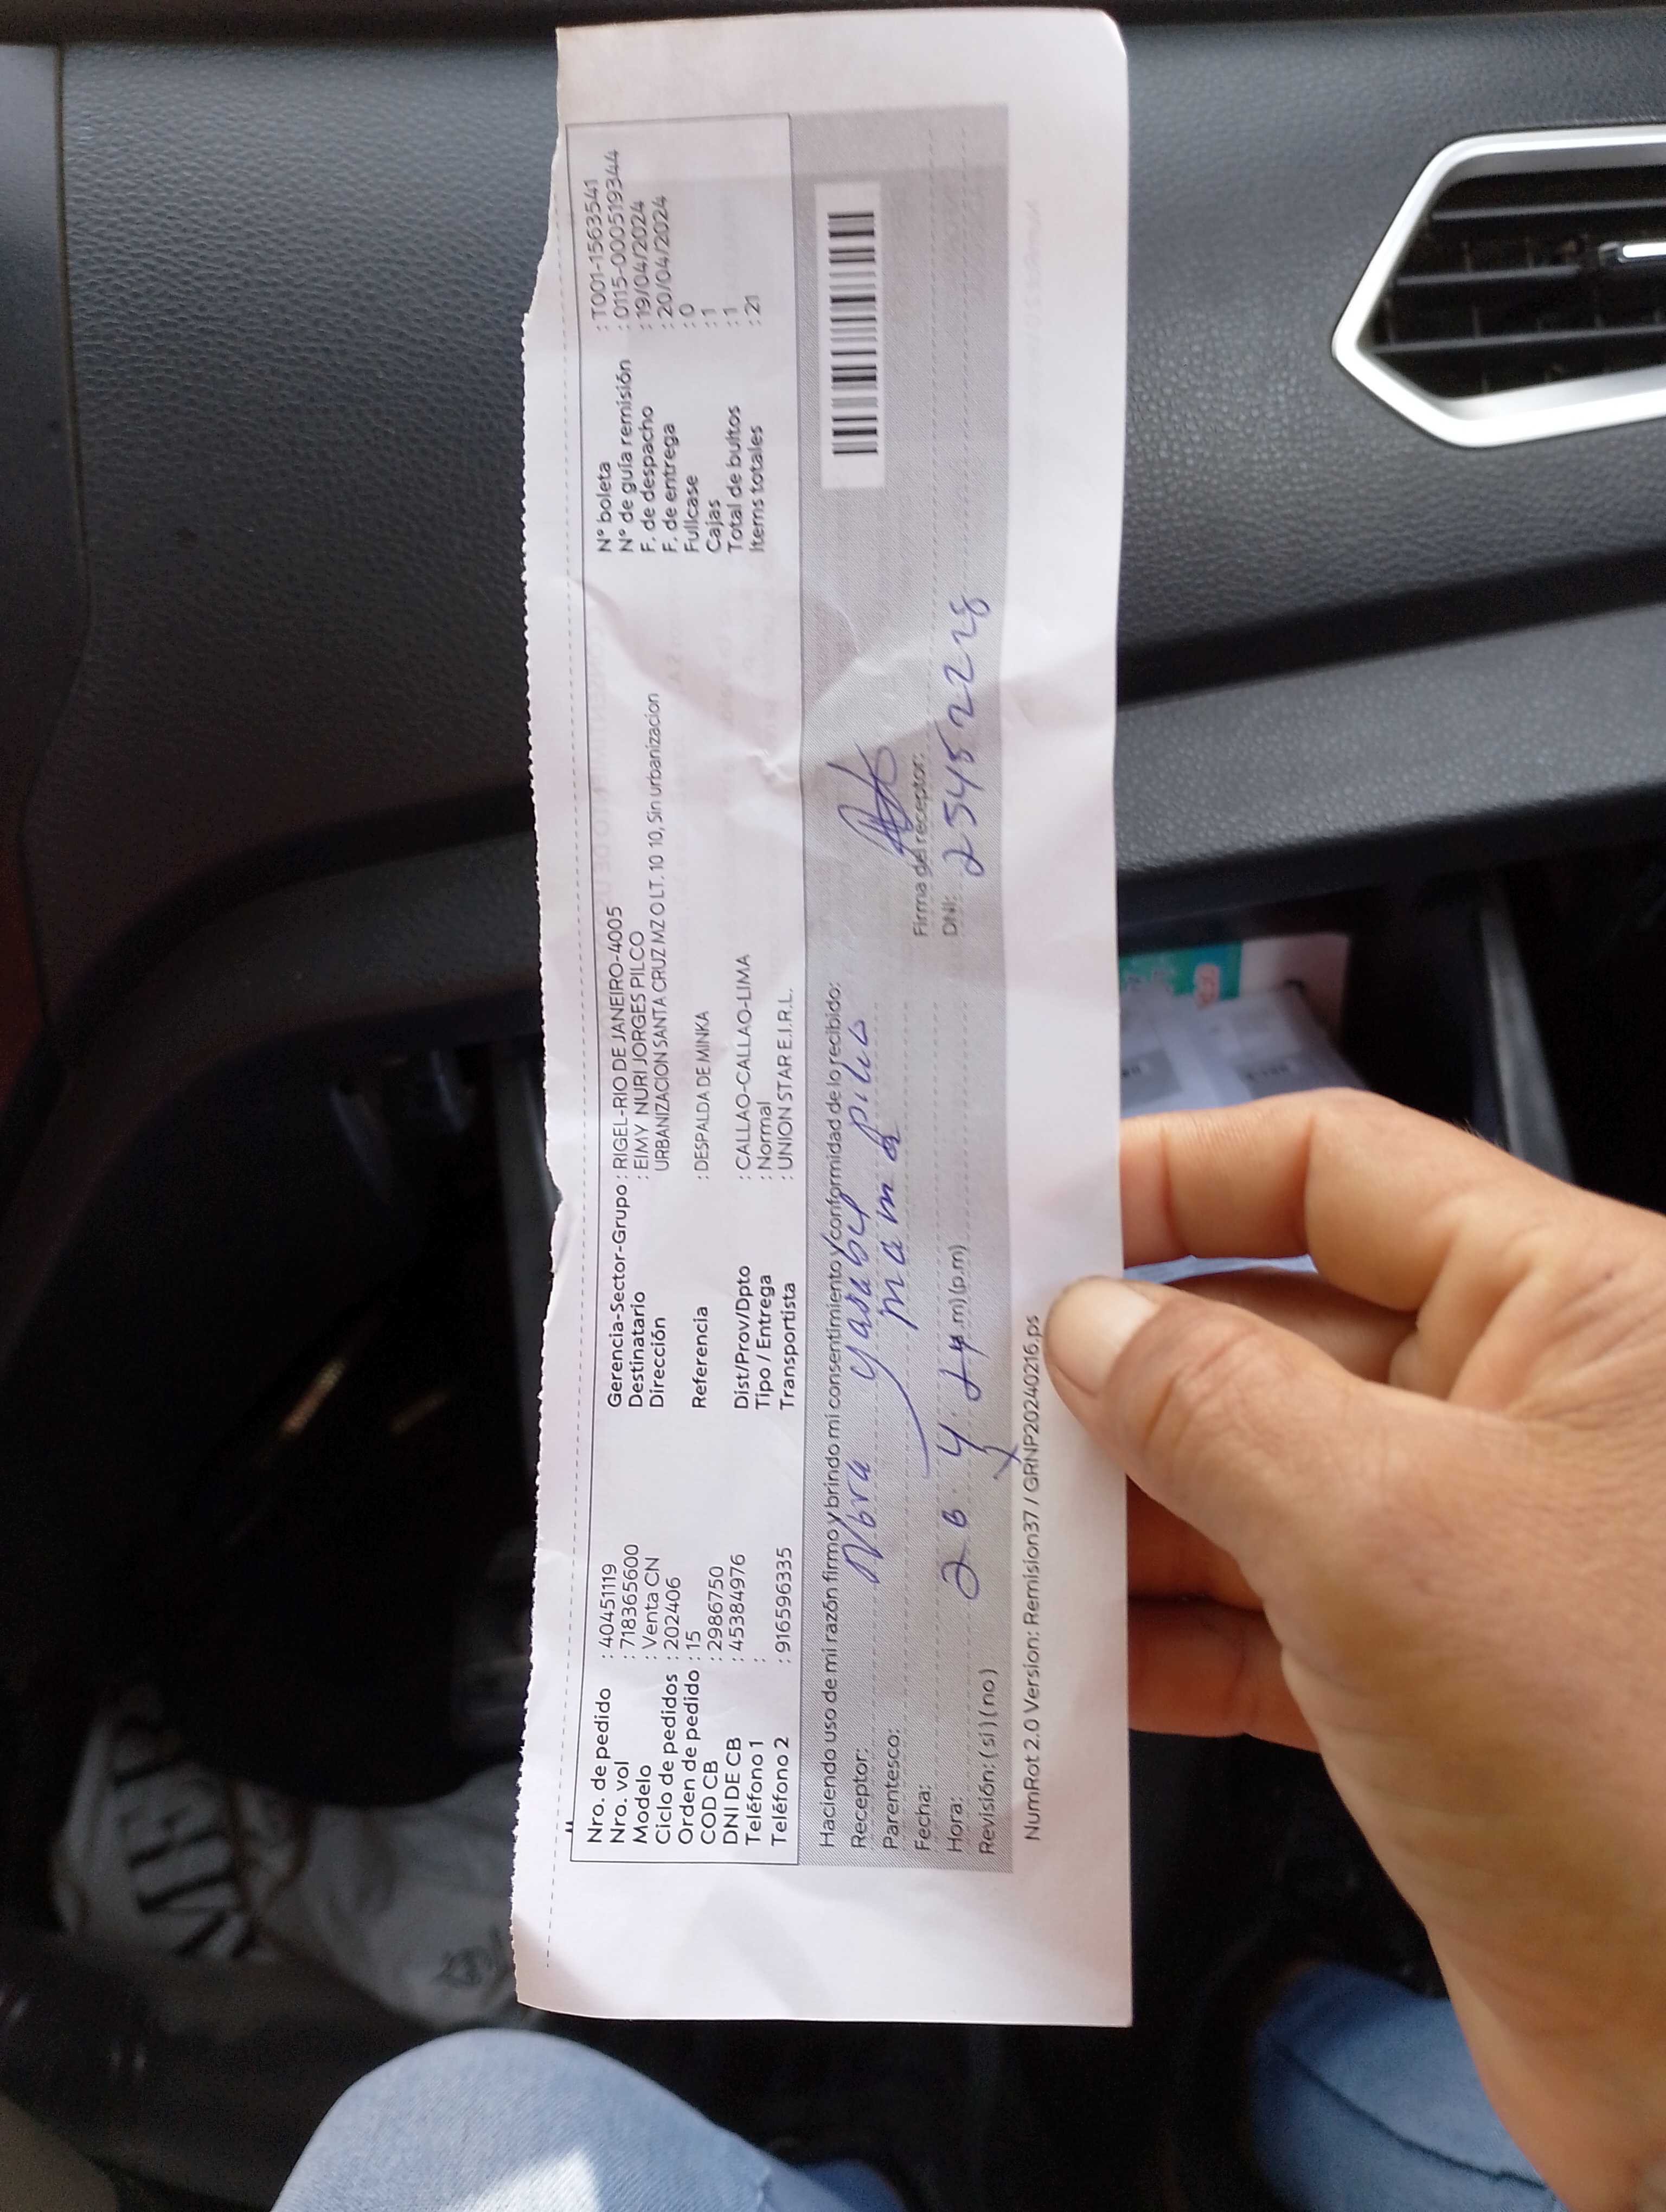 Nro. de pedido : 40451119
Nro. vol : 718365600
Modelo : Venta CN
Ciclo de pedidos : 202406
Orden de pedido : 15
COD CB : 2986750
DNI DE CB : 45384976
Teléfono 1 :
Teléfono 2 : 916596335
Gerencia-Sector-Grupo : RIGEL-RIO DE JANEIRO-4005
Destinatario : EIMY NURI JORGES PILCO
Dirección URBANIZACION SANTA CRUZ MZ O LT. 10 10, Sin urbanizacion
Referencia : DESPALDA DE MINKA
Dist/Prov/Dpto : CALLAO-CALLAO-LIMA
Tipo / Entrega : Normal
Transportista : UNION STAR E.I.R.L.
N° boleta : T001-1563541
N° de guía remisión : 0115-000519344
F. de despacho : 19/04/2024
F. de entrega : 20/04/2024
Fullcase : 0
Cajas : 1
Total de bultos : 1
Items totales : 21
Haciendo uso de mi razón firmo y brindo mi consentimiento y conformidad de lo recibido:
Receptor: Pilco
Parentesco: mama
Fecha:
Hora: m) (p.m)
Revisión: ( si ) ( no )
Firma del receptor:
DNI: 25452228
NumRot 2.0 Version: Remision37 / GRNP20240216.ps